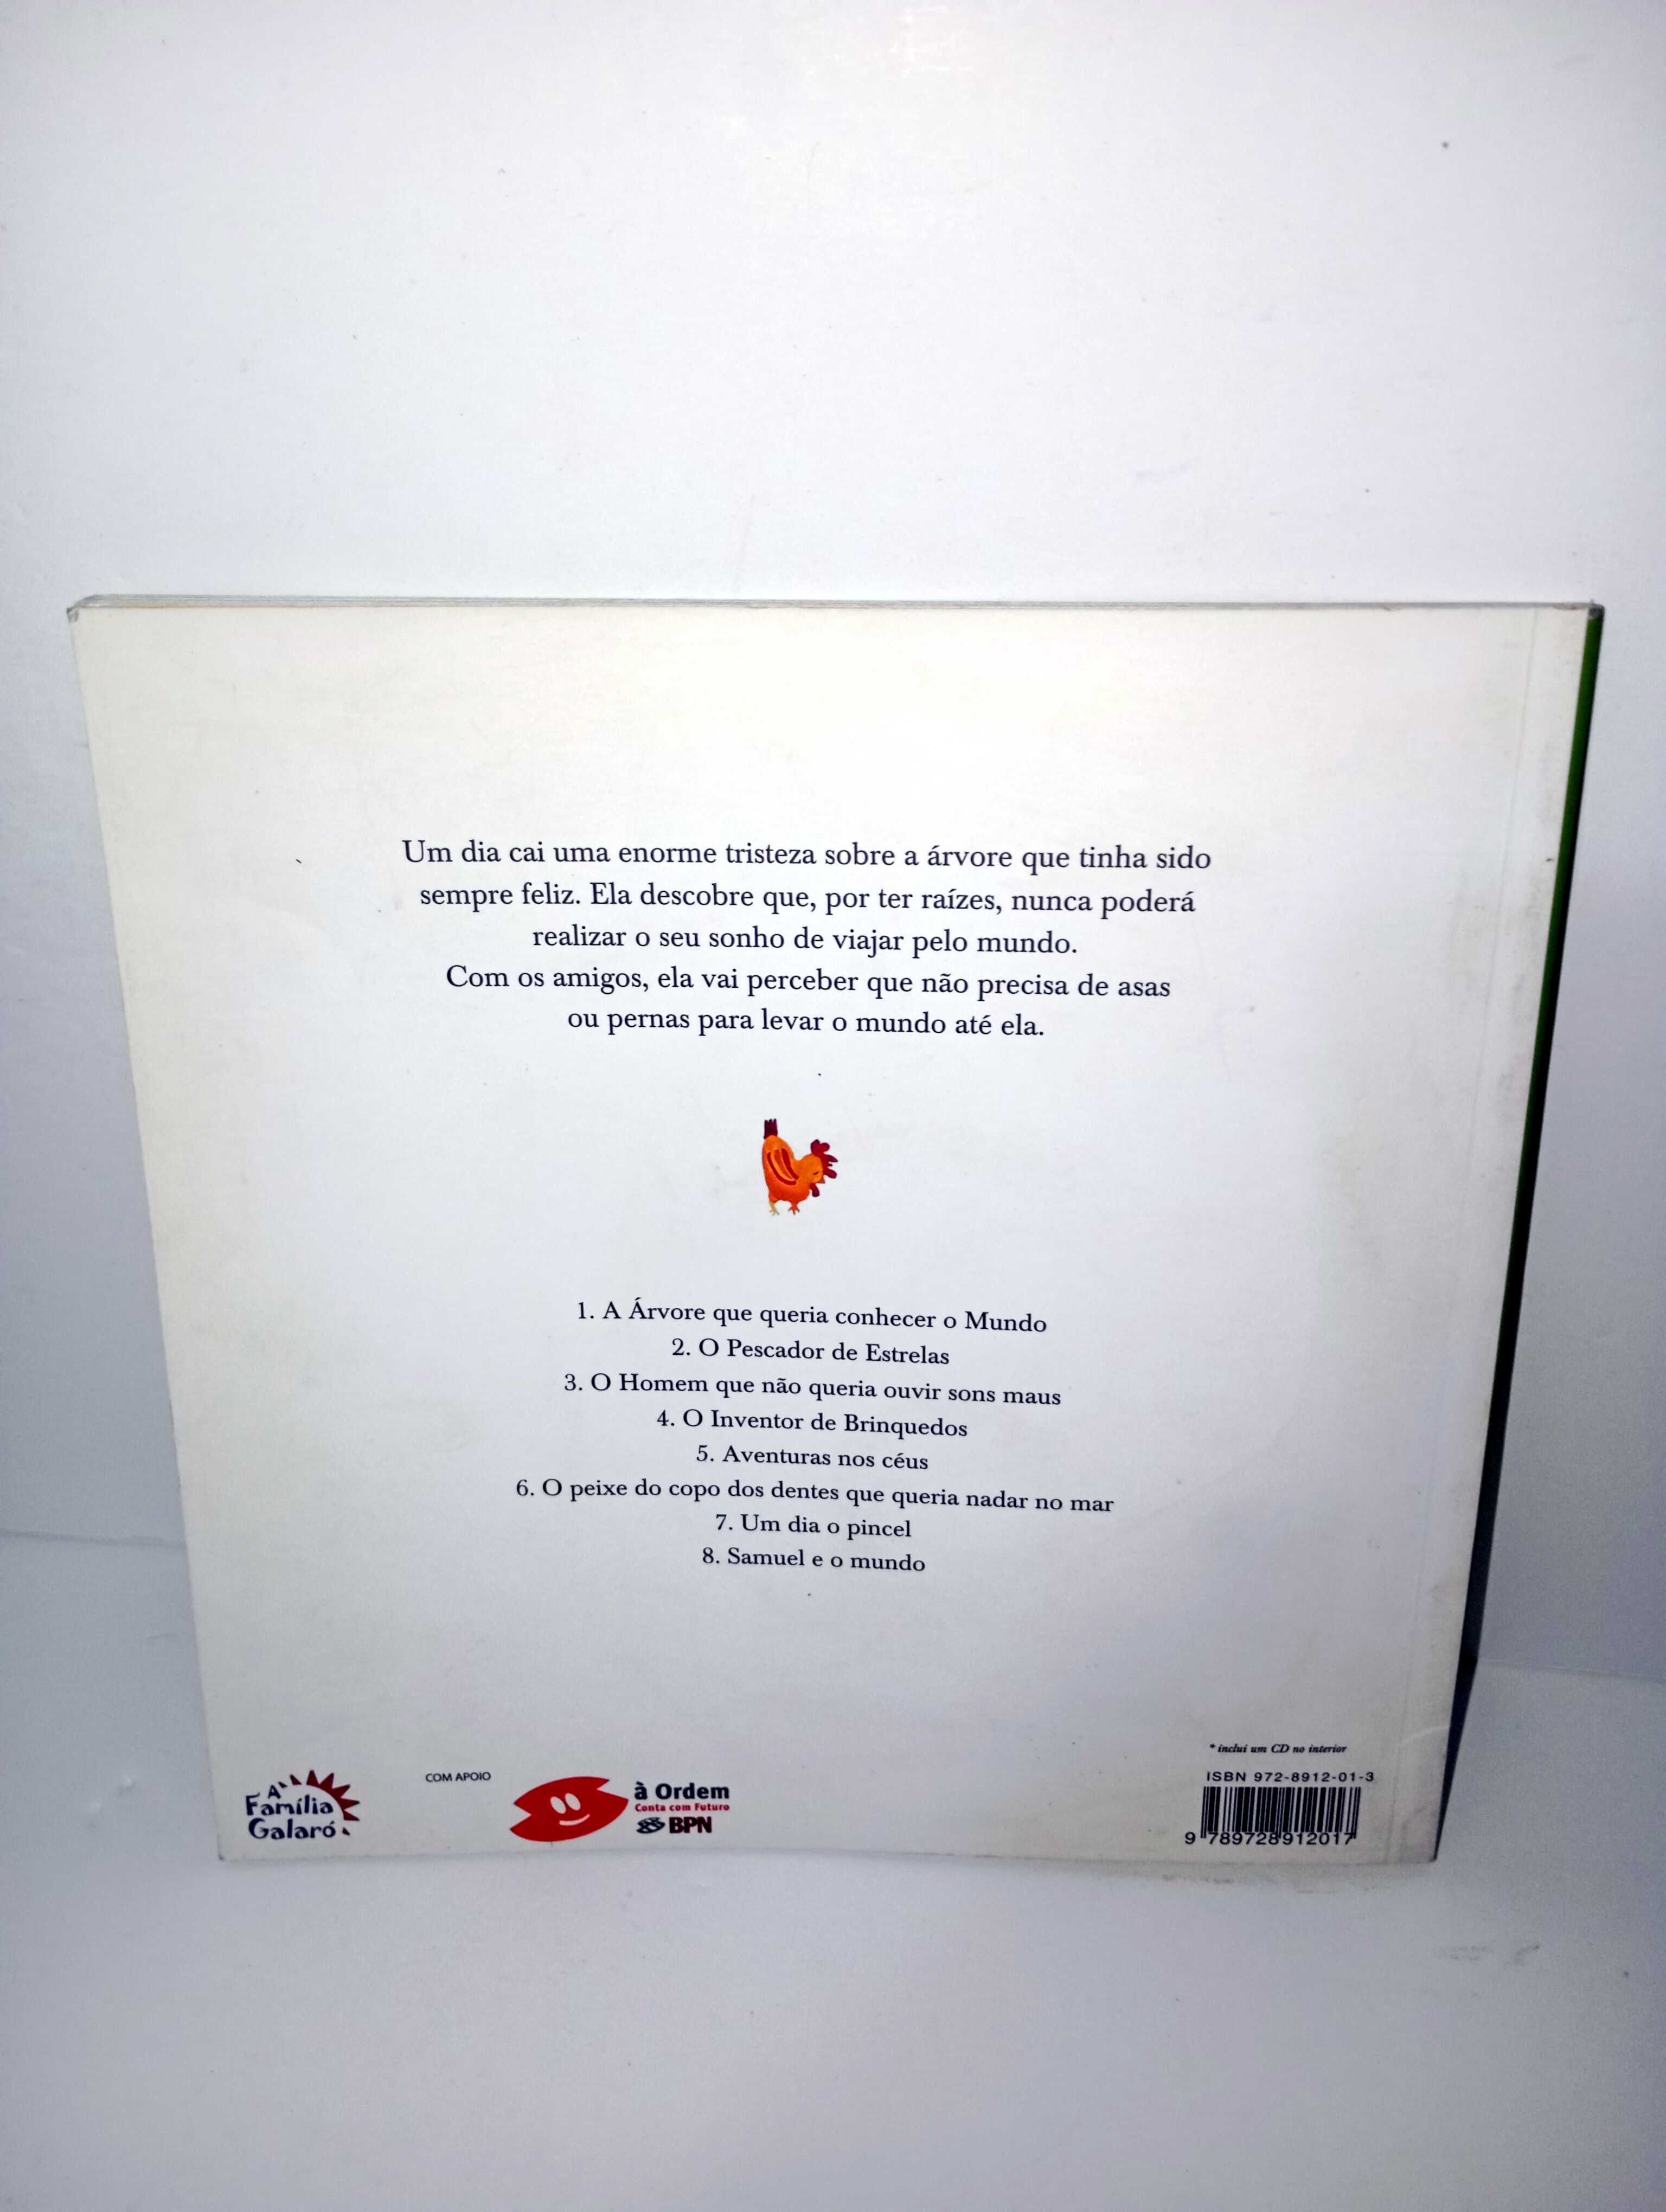 Um dia cai uma enorme tristeza sobre a árvore que tinha sido
sempre feliz. Ela descobre que, por ter raízes, nunca poderá
realizar o seu sonho de viajar pelo mundo.
Com os amigos, ela vai perceber que não precisa de asas
ou pernas para levar o mundo até ela.
1. A Árvore que queria conhecer o Mundo
2. O Pescador de Estrelas
3. O Homem que não queria ouvir sons maus
4. O Inventor de Brinquedos
5. Aventuras nos céus
6. O peixe do copo dos dentes que queria nadar no mar
7. Um dia o pincel
8. Samuel e o mundo
A
Família
Galaró
COM APOIO
à Ordem
Conta com Futuro
BPN
* inclui um CD no interior
ISBN 972-8912-01-3
9 789728 912017